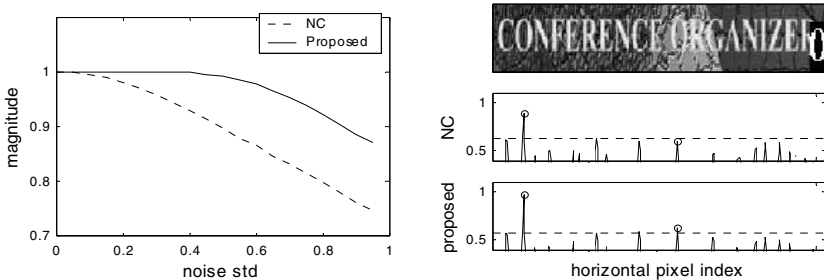 NC
Proposed
1
0.9
0.8
0.7
magnitude
0 0.2 0.4 0.6 0.8 1
noise std
CONFERENCE ORGANIZER
O
1
0.5
NC
1
0.5
proposed
horizontal pixel index